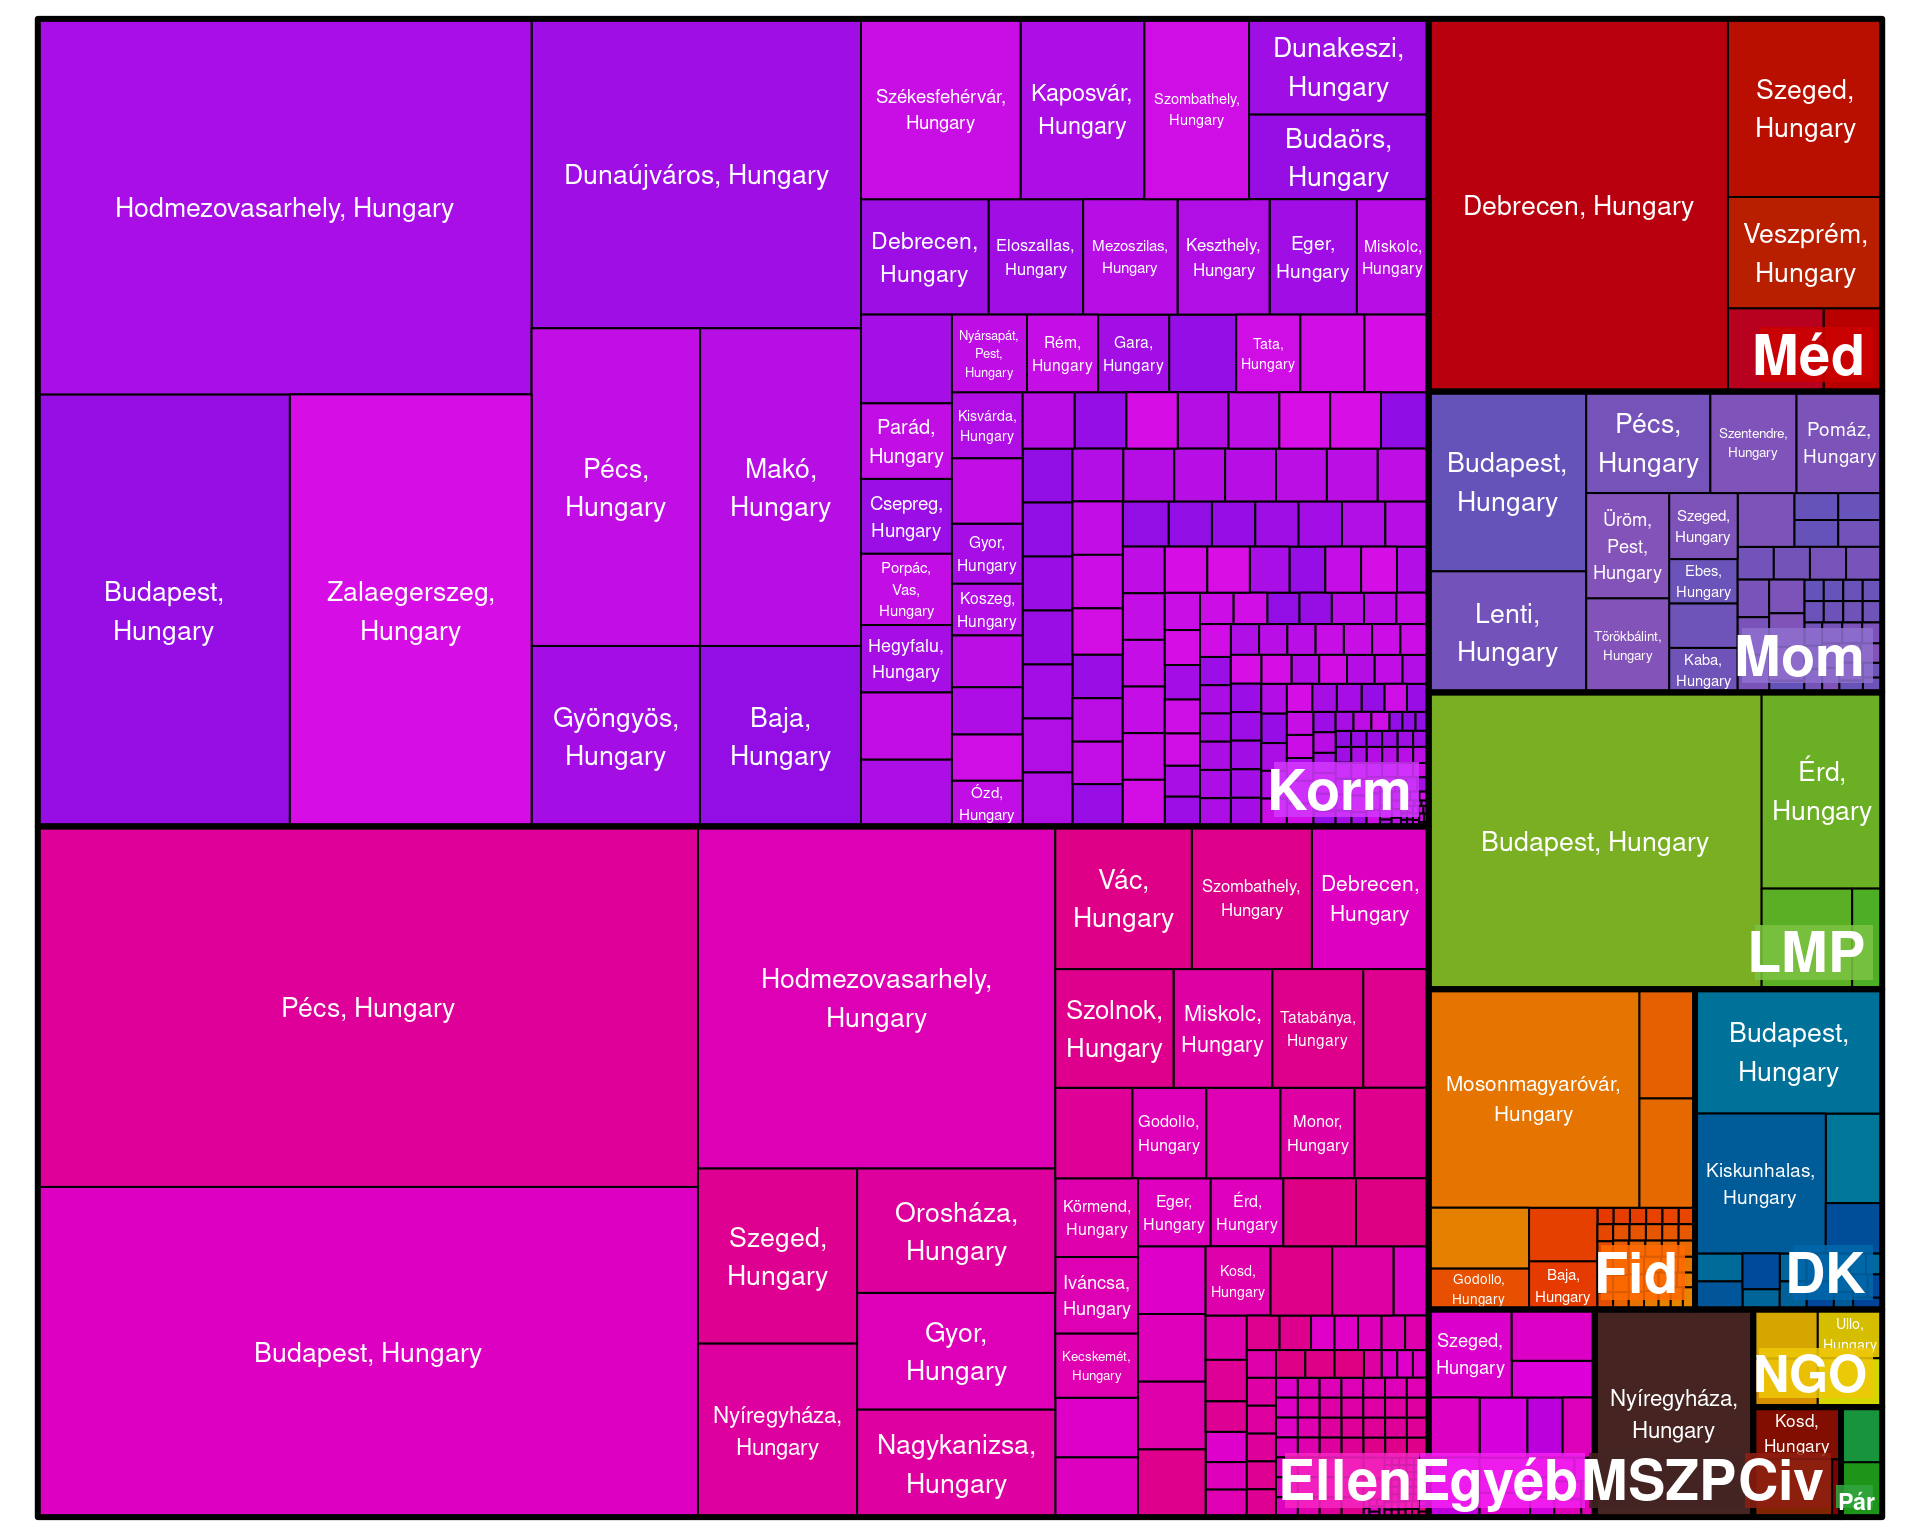 Hodmezovasarhely, Hungary
Dunaújváros, Hungary
Székesfehérvár,
Hungary
Kaposvár,
Hungary
Szombathely,
Hungary
Dunakeszi,
Hungary
Budaörs,
Hungary
Debrecen,
Hungary
Eloszallas,
Hungary
Mezoszilas,
Hungary
Keszthely,
Hungary
Eger,
Hungary
Miskolc,
Hungary
Nyársapát,
Pest,
Hungary
Rém,
Hungary
Gara,
Hungary
Tata,
Hungary
Budapest,
Hungary
Zalaegerszeg,
Hungary
Pécs,
Hungary
Makó,
Hungary
Gyöngyös,
Hungary
Baja,
Hungary
Parád,
Hungary
Csepreg,
Hungary
Porpác,
Vas,
Hungary
Hegyfalu,
Hungary
Kisvárda,
Hungary
Gyor,
Hungary
Koszeg,
Hungary
Ózd,
Hungary
Korm
Debrecen, Hungary
Szeged,
Hungary
Veszprém,
Hungary
Méd
Budapest,
Hungary
Lenti,
Hungary
Pécs,
Hungary
Szentendre,
Hungary
Pomáz,
Hungary
Üröm,
Pest,
Hungary
Törökbálint,
Hungary
Szeged,
Hungary
Ebes,
Hungary
Kaba,
Hungary
Mom
Budapest, Hungary
Érd,
Hungary
LMP
Pécs, Hungary
Budapest, Hungary
Hodmezovasarhely,
Hungary
Szeged,
Hungary
Nyíregyháza,
Hungary
Orosháza,
Hungary
Gyor,
Hungary
Nagykanizsa,
Hungary
Vác,
Hungary
Szombathely,
Hungary
Debrecen,
Hungary
Szolnok,
Hungary
Miskolc,
Hungary
Tatabánya,
Hungary
Godollo,
Hungary
Monor,
Hungary
Körmend,
Hungary
Eger,
Hungary
Érd,
Hungary
Iváncsa,
Hungary
Kosd,
Hungary
Kecskemét,
Hungary
Ellen
Mosonmagyaróvár,
Hungary
Godollo,
Hungary
Baja,
Hungary
Fid
Budapest,
Hungary
Kiskunhalas,
Hungary
DK
Szeged,
Hungary
Egyéb
Nyíregyháza,
Hungary
MSZP
Ullo,
Hungary
NGO
Kosd,
Hungary
Civ
Pár